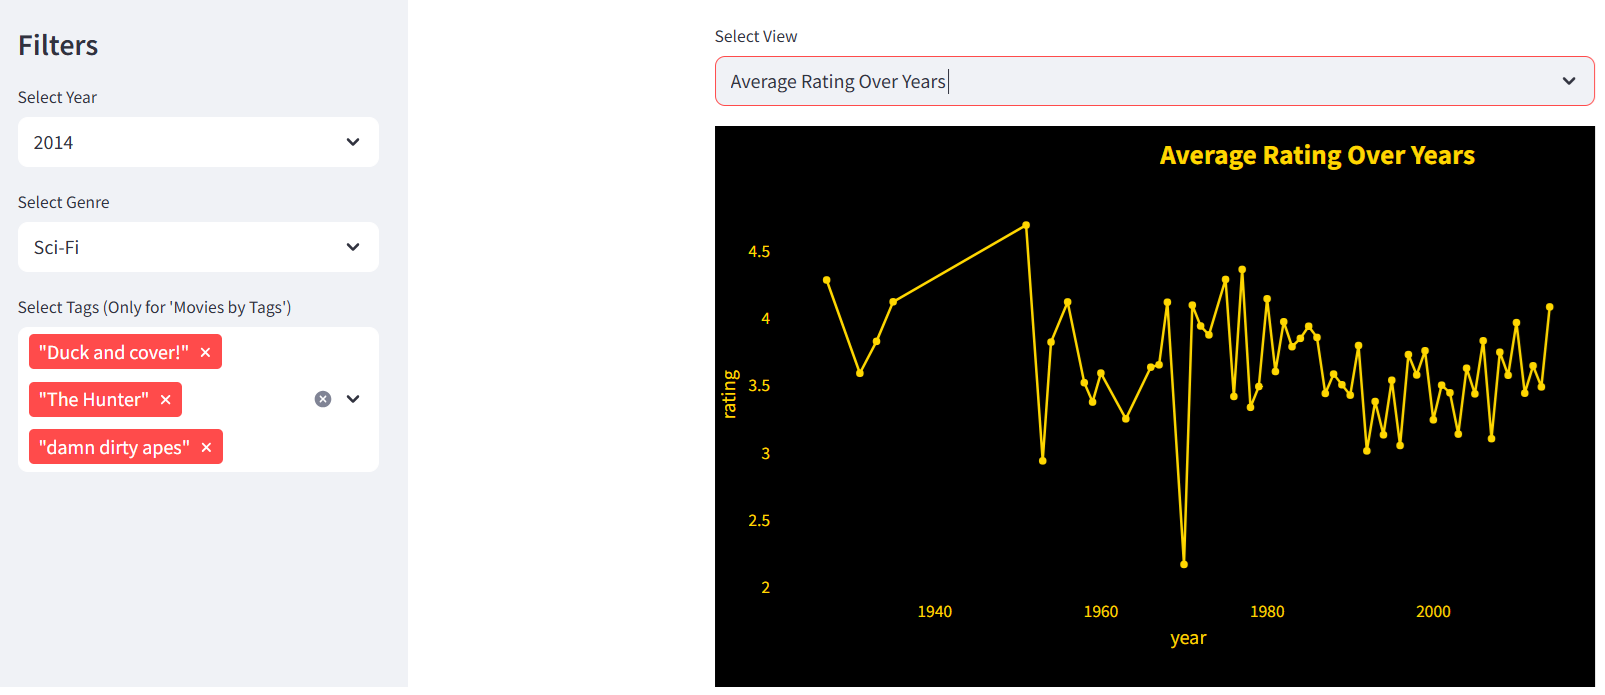 Filters
Select Year
2014
Select Genre
Sci-Fi
Select Tags (Only for 'Movies by Tags')
"Duck and cover!"
"The Hunter"
"damn dirty apes"
Select View
Average Rating Over Years
Average Rating Over Years
4.5
4
3.5
3
2.5
2
rating
1940 1960 1980 2000
year